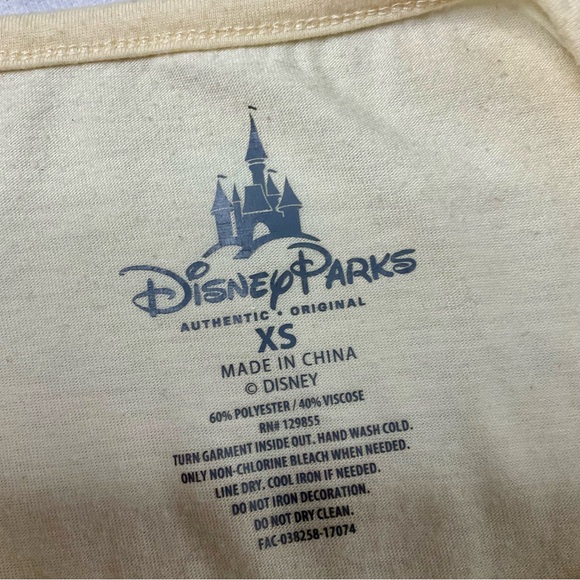 Disney Parks
AUTHENTIC • ORIGINAL
XS
MADE IN CHINA
© DISNEY
60% POLYESTER / 40% VISCOSE
RN# 129855
TURN GARMENT INSIDE OUT. HAND WASH COLD.
ONLY NON-CHLORINE BLEACH WHEN NEEDED.
LINE DRY, COOL IRON IF NEEDED.
DO NOT IRON DECORATION.
DO NOT DRY CLEAN.
FAC-038258-17074